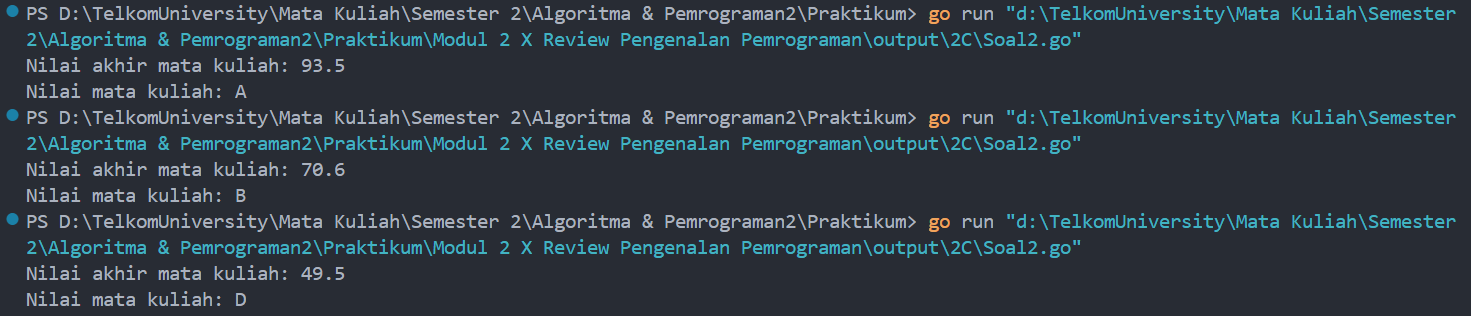 PS D:\TelkomUniversity\Mata Kuliah\Semester 2\Algoritma & Pemrograman2\Praktikum> go run "d:\TelkomUniversity\Mata Kuliah\Semester
2\Algoritma & Pemrograman2\Praktikum\Modul 2 X Review Pengenalan Pemrograman\output\2C\Soal2.go"
Nilai akhir mata kuliah: 93.5
Nilai mata kuliah: A
PS D:\TelkomUniversity\Mata Kuliah\Semester 2\Algoritma & Pemrograman2\Praktikum> go run "d:\TelkomUniversity\Mata Kuliah\Semester
2\Algoritma & Pemrograman2\Praktikum\Modul 2 X Review Pengenalan Pemrograman\output\2C\Soal2.go"
Nilai akhir mata kuliah: 70.6
Nilai mata kuliah: B
PS D:\TelkomUniversity\Mata Kuliah\Semester 2\Algoritma & Pemrograman2\Praktikum> go run "d:\TelkomUniversity\Mata Kuliah\Semester
2\Algoritma & Pemrograman2\Praktikum\Modul 2 X Review Pengenalan Pemrograman\output\2C\Soal2.go"
Nilai akhir mata kuliah: 49.5
Nilai mata kuliah: D